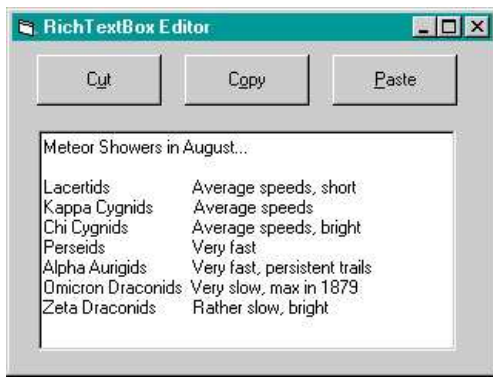 RichTextBox Editor
Cut Copy Paste
Meteor Showers in August...
Lacertids Average speeds, short
Kappa Cygnids Average speeds
Chi Cygnids Average speeds, bright
Perseids Very fast
Alpha Aurigids Very fast, persistent trails
Omicron Draconids Very slow, max in 1879
Zeta Draconids Rather slow, bright